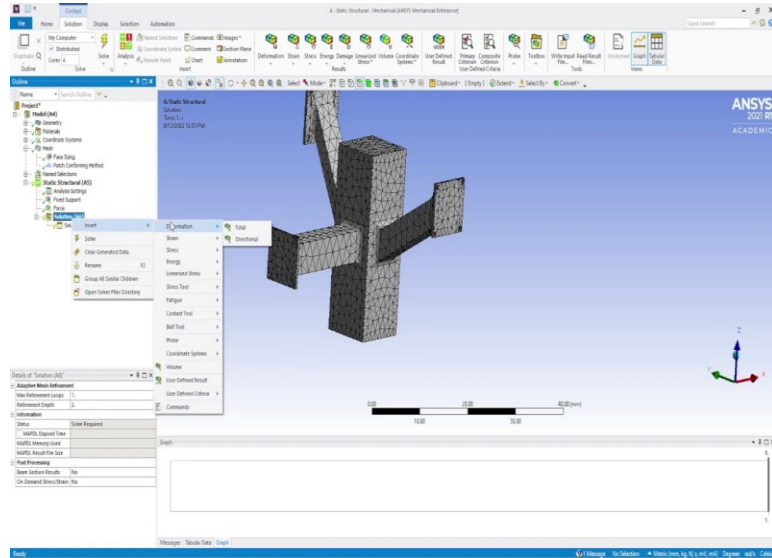 Context
A : Static Structural - Mechanical [ANSYS Mechanical Enterprise]
File Home Solution Display Selection Automation
Quick Launch
My Computer
Distributed
Cores 4
Duplicate Q Solve Analysis
Named Selection Commands Images
Coordinate System Comment Section Plane
Remote Point Chart Annotation
Deformation Strain Stress Energy Damage Linearized Stress Volume Coordinate Systems User Defined Result Primary Criterion Composite Criterion Probe Toolbox Write Input File... Read Result Files... Worksheet Graph Tabular Data
Outline Solve Insert Results User Defined Criteria Tools Views
Outline
Name Search Outline
Select Mode Clipboard [ Empty ] Extend Select By Convert
Project*
Model (A4)
Geometry
Materials
Coordinate Systems
Mesh
Face Sizing
Patch Conforming Method
Named Selections
Static Structural (A5)
Analysis Settings
Fixed Support
Force
Solution (A6)
A: Static Structural
Solution
Time: 1. s
ANSYS
2021 R1
ACADEMIC
Insert
Solve
Clear Generated Data
Rename F2
Group All Similar Children
Open Solver Files Directory
Deformation
Strain
Stress
Energy
Linearized Stress
Stress Tool
Fatigue
Contact Tool
Bolt Tool
Probe
Coordinate Systems
Volume
User Defined Result
User Defined Criteria
Commands
Total
Directional
Z
X
0.00 20.00 40.00 (mm)
10.00 30.00
Details of "Solution (A6)"
Adaptive Mesh Refinement
Max Refinement Loops 1.
Refinement Depth 2.
Information
Status Solve Required
MAPDL Elapsed Time
MAPDL Memory Used
MAPDL Result File Size
Post Processing
Beam Section Results No
On Demand Stress/Strain No
Graph
Messages Tabular Data Graph
Ready
1 Message No Selection Metric (mm, kg, N, s, mV, mA) Degrees rad/s